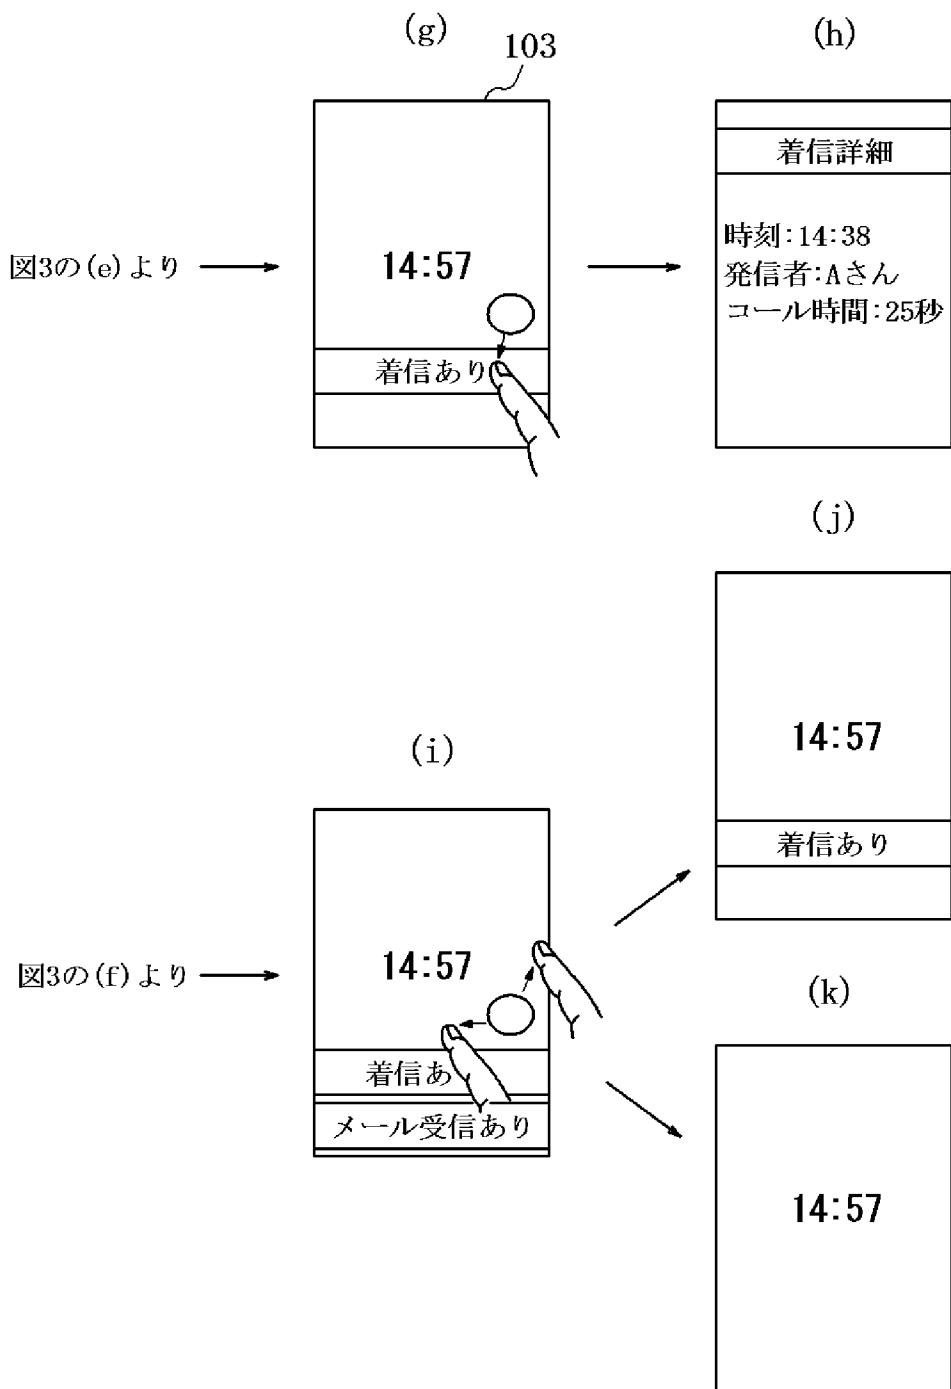 (g)
103
14:57
着信あり
図3の(e)より
(h)
着信詳細
時刻:14:38
発信者:Aさん
コール時間:25秒
(i)
14:57
着信あ
メール受信あり
図3の(f)より
(j)
14:57
着信あり
(k)
14:57